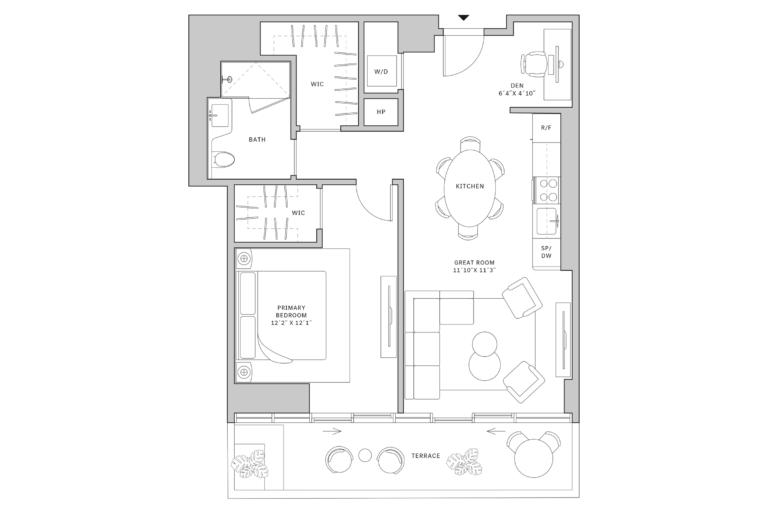 W/D
WIC
DEN
6'4"X 4'10"
HP
R/F
BATH
KITCHEN
WIC
SP/
DW
GREAT ROOM
11'10"X 11'3"
PRIMARY
BEDROOM
12'2" X 12'1"
TERRACE